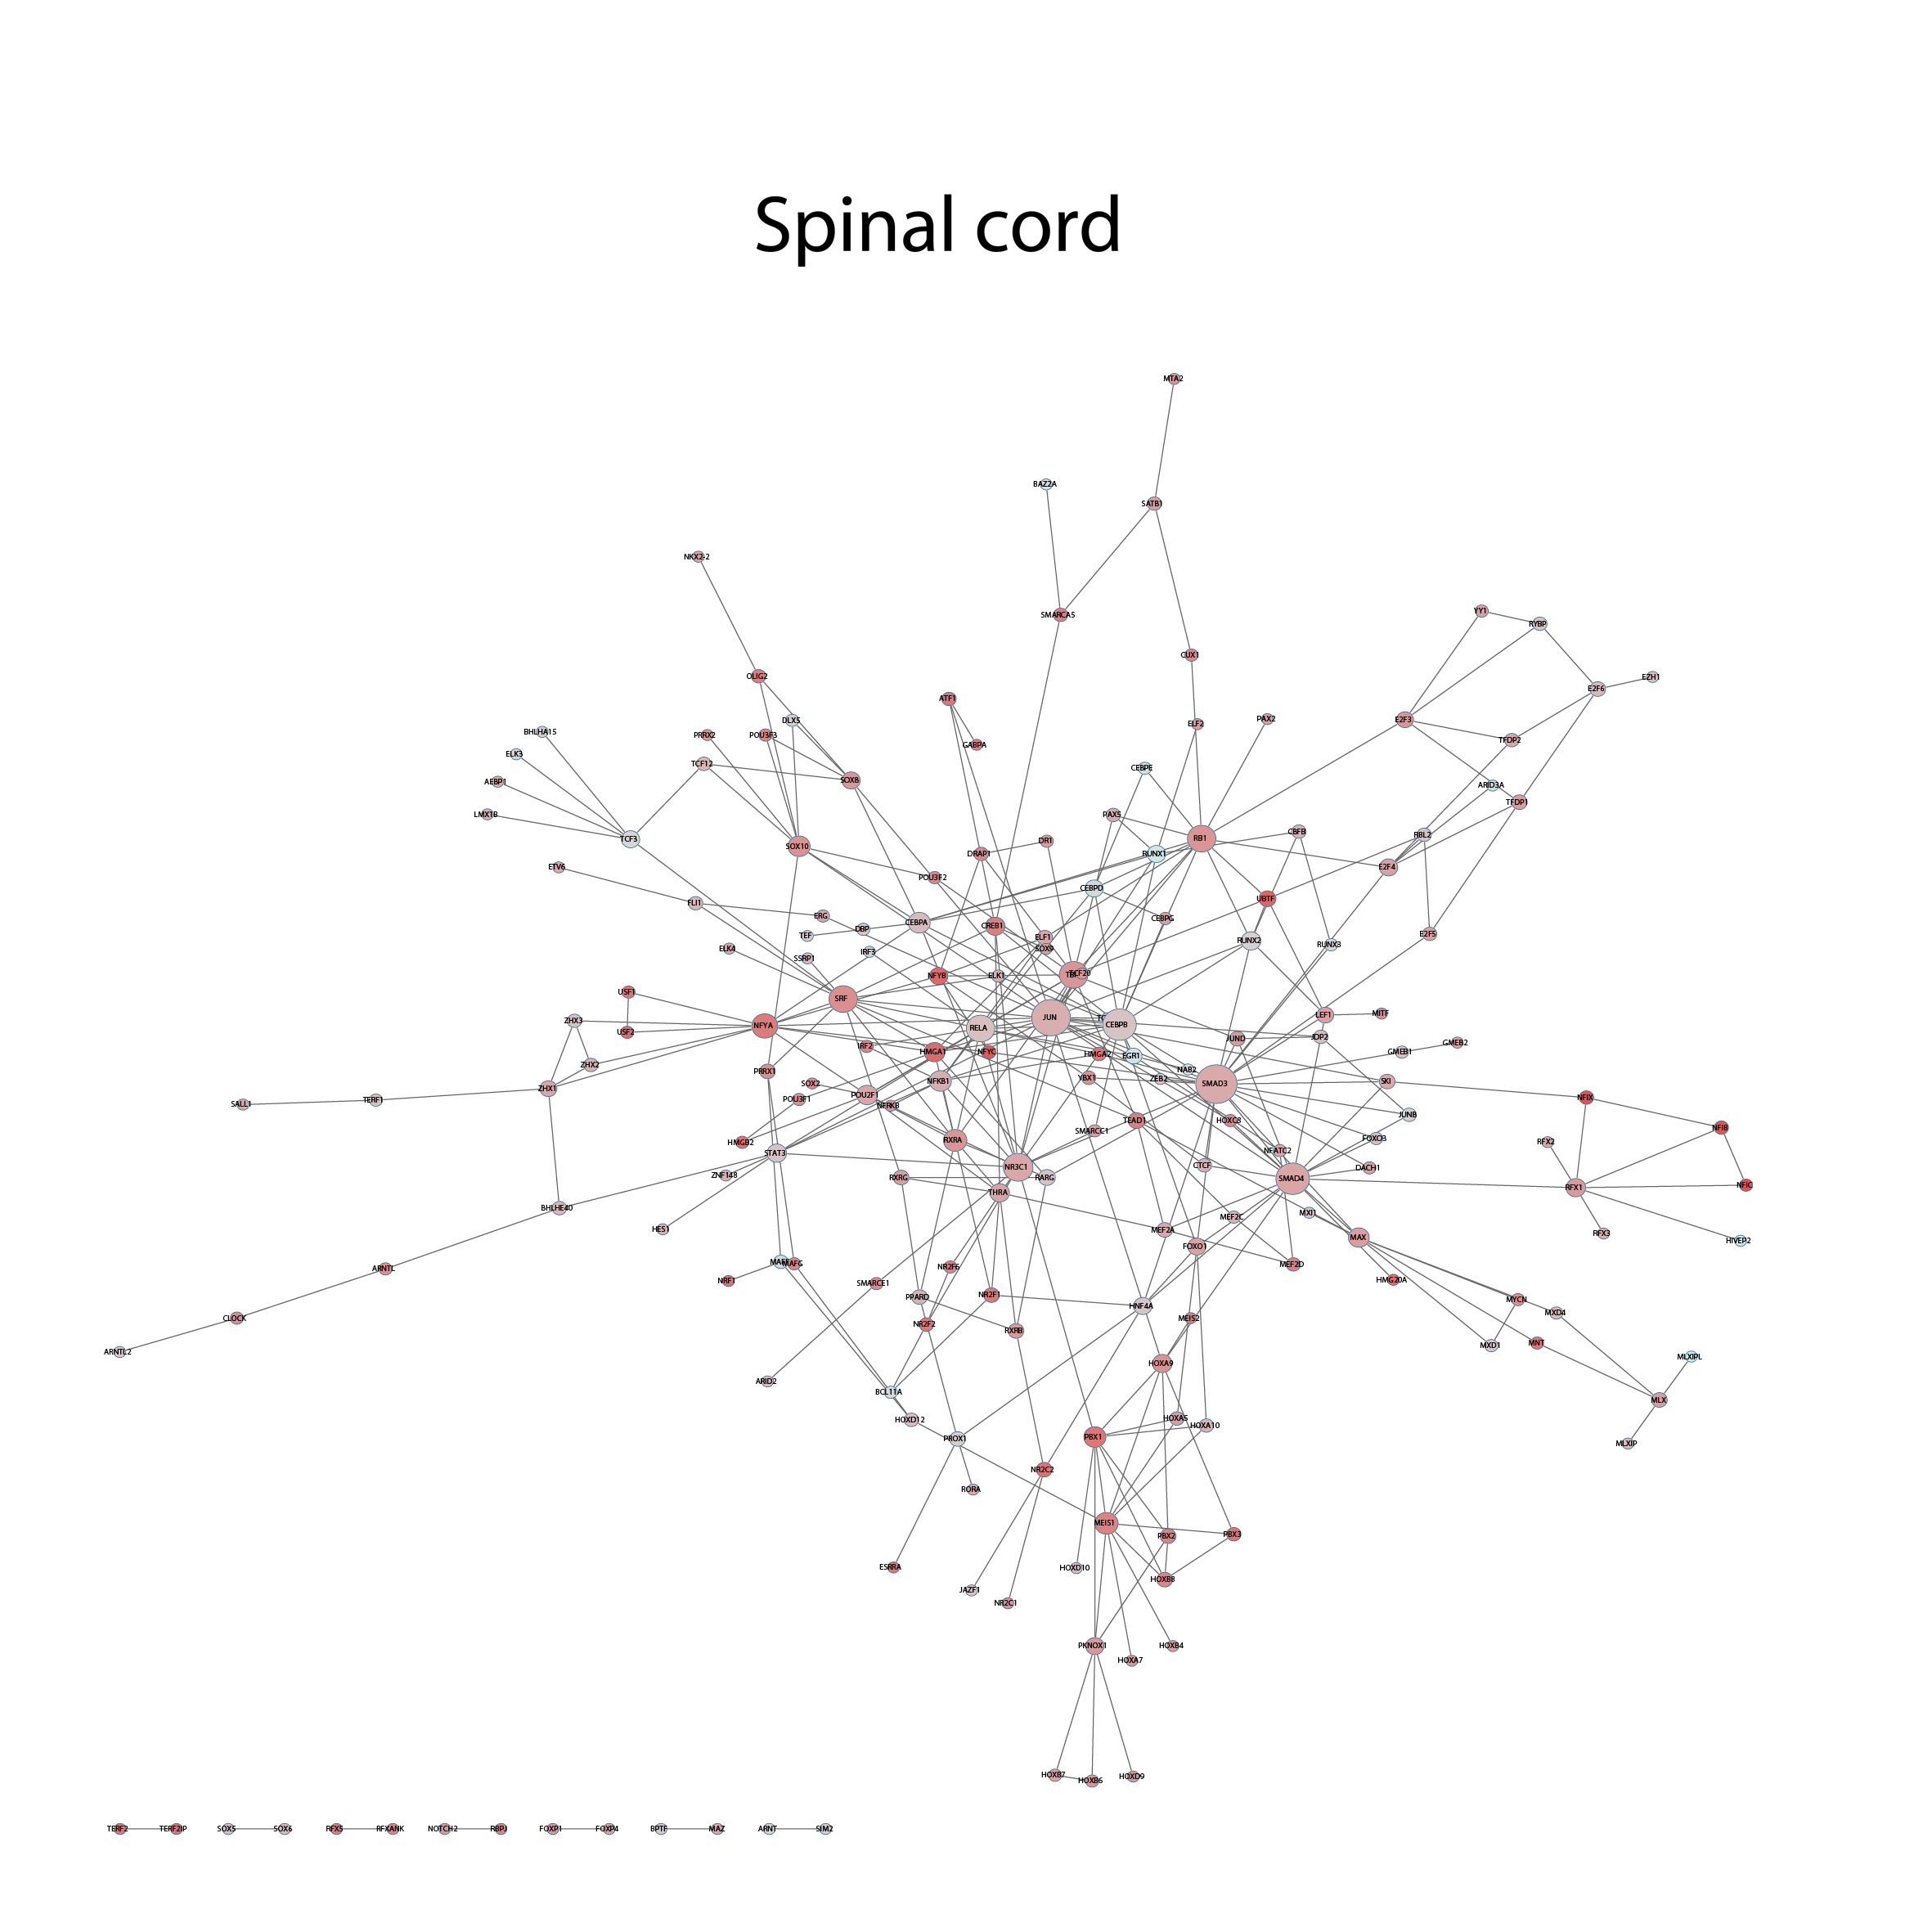 Spinal cord
MTA2
BAZ2A
SATB1
NKX2-2
SMARCA5
YY1
RYBP
CUX1
OLIG2
E2F6
EZH1
ATF1
DLX5
E2F3
PAX2
ELF2
BHLHA15
PRRX2
POU3F3
GABPA
TFDP2
ELK3
TCF12
CEBPE
AEBP1
SOX8
ARID3A
TFDP1
LMX1B
PAX5
TCF3
RB1
CBFB
RBL2
DR1
SOX10
DRAP1
RUNX1
ETV6
E2F4
POU3F2
CEBPD
UBTF
FLI1
ERG
CEBPA
CEBPG
CREB1
TEF
DBP
ELF1
E2F5
RUNX2
RUNX3
ELK4
IRF3
SOX9
SSRP1
NFYB
ELK1
TCF20
USF1
SRF
LEF1
MITF
ZHX3
JUN
USF2
NFYA
RELA
CEBPB
JUND
JDP2
GMEB2
IRF2
HMGA1
NFYC
HMGA2
EGR1
GMEB1
ZHX2
PRRX1
NAB2
YBX1
ZEB2
SMAD3
SKI
SOX2
NFKB1
ZHX1
POU2F1
NFIX
TERF1
POU3F1
SALL1
NFRKB
JUNB
TEAD1
HOXC8
NFIB
SMARCC1
HMGB2
RXRA
FOXO3
RFX2
STAT3
NFATC2
NR3C1
CTCF
DACH1
ZNF148
RXRG
RARG
SMAD4
NFIC
RFX1
THRA
BHLHE40
MXI1
MEF2C
HES1
MEF2A
RFX3
MAX
HIVEP2
FOXO1
MAFG
MEF2D
ARNTL
NR2F6
NRF1
SMARCE1
HMG20A
NR2F1
PPARD
MYCN
HNF4A
MXD4
CLOCK
MEIS2
NR2F2
RXRB
MNT
MXD1
ARNTL2
MLXIPL
HOXA9
ARID2
BCL11A
MLX
HOXD12
HOXA5
HOXA10
PROX1
PBX1
MLXIP
NR2C2
RORA
MEIS1
PBX2
PBX3
ESRRA
HOXD10
HOXB8
JAZF1
NR2C1
PKNOX1
HOXB4
HOXA7
HOXB7
HOXB6
HOXD9
TERF2
TERF2IP
SOX5
SOX6
RFX5
RFXANK
NOTCH2
RBPJ
FOXP1
FOXP4
BPTF
MAZ
ARNT
SIM2